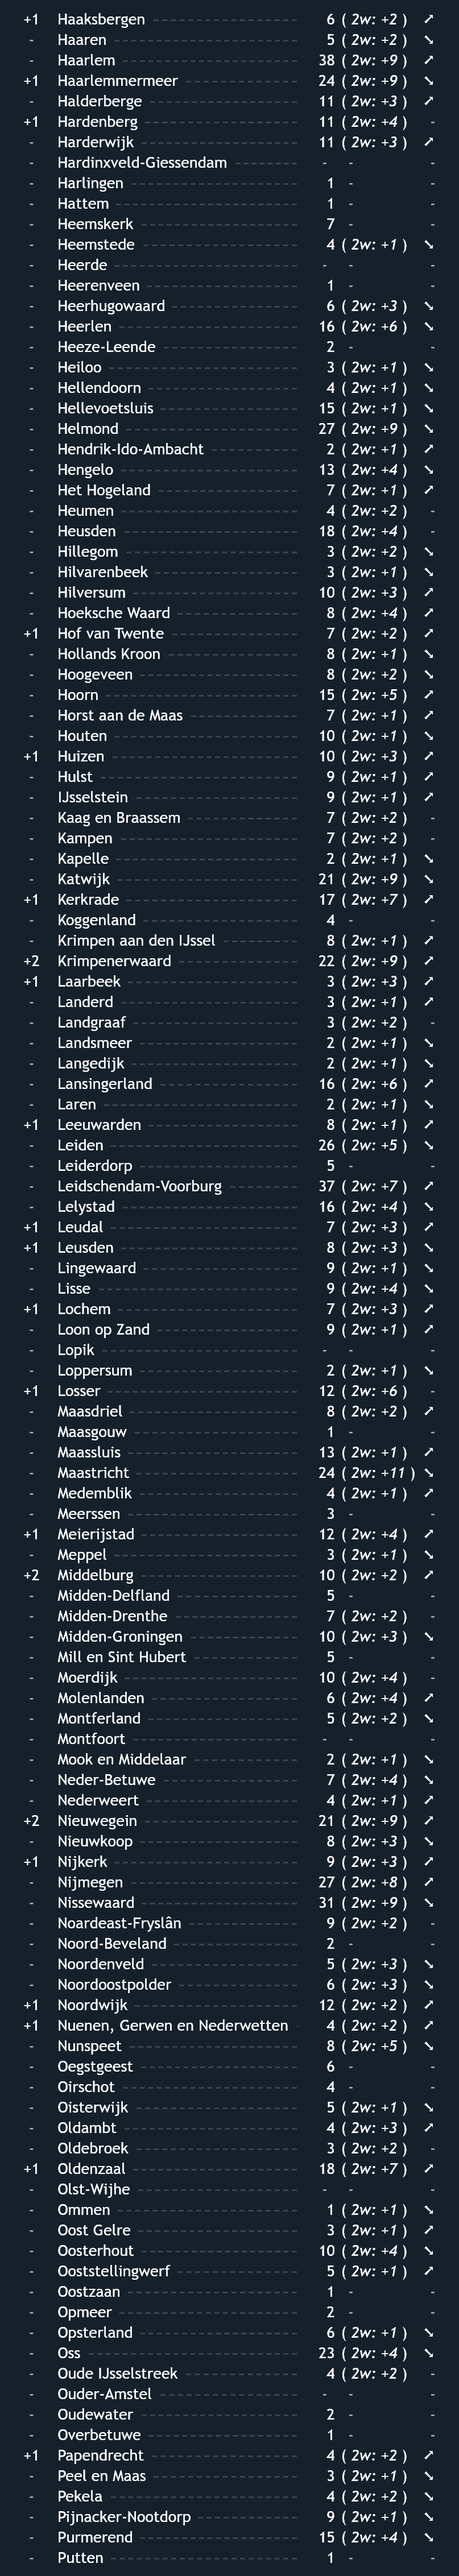 +1 Haaksbergen 6 ( 2w: +2 ) ↗
- Haaren 5 ( 2w: +2 ) ↘
- Haarlem 38 ( 2w: +9 ) ↗
+1 Haarlemmermeer 24 ( 2w: +9 ) ↘
- Halderberge 11 ( 2w: +3 ) ↗
+1 Hardenberg 11 ( 2w: +4 ) -
- Harderwijk 11 ( 2w: +3 ) ↗
- Hardinxveld-Giessendam - - -
- Harlingen 1 - -
- Hattem 1 - -
- Heemskerk 7 - -
- Heemstede 4 ( 2w: +1 ) ↘
- Heerde - - -
- Heerenveen 1 - -
- Heerhugowaard 6 ( 2w: +3 ) ↘
- Heerlen 16 ( 2w: +6 ) ↘
- Heeze-Leende 2 - -
- Heiloo 3 ( 2w: +1 ) ↘
- Hellendoorn 4 ( 2w: +1 ) ↘
- Hellevoetsluis 15 ( 2w: +1 ) ↘
- Helmond 27 ( 2w: +9 ) ↘
- Hendrik-Ido-Ambacht 2 ( 2w: +1 ) ↗
- Hengelo 13 ( 2w: +4 ) ↘
- Het Hogeland 7 ( 2w: +1 ) ↗
- Heumen 4 ( 2w: +2 ) -
- Heusden 18 ( 2w: +4 ) -
- Hillegom 3 ( 2w: +2 ) ↘
- Hilvarenbeek 3 ( 2w: +1 ) ↘
- Hilversum 10 ( 2w: +3 ) ↗
- Hoeksche Waard 8 ( 2w: +4 ) ↗
+1 Hof van Twente 7 ( 2w: +2 ) ↗
- Hollands Kroon 8 ( 2w: +1 ) ↘
- Hoogeveen 8 ( 2w: +2 ) ↘
- Hoorn 15 ( 2w: +5 ) ↗
- Horst aan de Maas 7 ( 2w: +1 ) ↗
- Houten 10 ( 2w: +1 ) ↘
+1 Huizen 10 ( 2w: +3 ) ↗
- Hulst 9 ( 2w: +1 ) ↗
- IJsselstein 9 ( 2w: +1 ) ↗
- Kaag en Braassem 7 ( 2w: +2 ) -
- Kampen 7 ( 2w: +2 ) -
- Kapelle 2 ( 2w: +1 ) ↘
- Katwijk 21 ( 2w: +9 ) ↘
+1 Kerkrade 17 ( 2w: +7 ) ↗
- Koggenland 4 - -
- Krimpen aan den IJssel 8 ( 2w: +1 ) ↗
+2 Krimpenerwaard 22 ( 2w: +9 ) ↗
+1 Laarbeek 3 ( 2w: +3 ) ↗
- Landerd 3 ( 2w: +1 ) ↗
- Landgraaf 3 ( 2w: +2 ) -
- Landsmeer 2 ( 2w: +1 ) ↘
- Langedijk 2 ( 2w: +1 ) ↘
- Lansingerland 16 ( 2w: +6 ) ↗
- Laren 2 ( 2w: +1 ) ↘
+1 Leeuwarden 8 ( 2w: +1 ) ↗
- Leiden 26 ( 2w: +5 ) ↘
- Leiderdorp 5 - -
- Leidschendam-Voorburg 37 ( 2w: +7 ) ↗
- Lelystad 16 ( 2w: +4 ) ↘
+1 Leudal 7 ( 2w: +3 ) ↗
+1 Leusden 8 ( 2w: +3 ) ↘
- Lingewaard 9 ( 2w: +1 ) ↘
- Lisse 9 ( 2w: +4 ) ↘
+1 Lochem 7 ( 2w: +3 ) ↗
- Loon op Zand 9 ( 2w: +1 ) ↗
- Lopik - - -
- Loppersum 2 ( 2w: +1 ) ↘
+1 Losser 12 ( 2w: +6 ) -
- Maasdriel 8 ( 2w: +2 ) ↗
- Maasgouw 1 - -
- Maassluis 13 ( 2w: +1 ) ↗
- Maastricht 24 ( 2w: +11 ) ↘
- Medemblik 4 ( 2w: +1 ) ↗
- Meerssen 3 - -
+1 Meierijstad 12 ( 2w: +4 ) ↗
- Meppel 3 ( 2w: +1 ) ↘
+2 Middelburg 10 ( 2w: +2 ) ↗
- Midden-Delfland 5 - -
- Midden-Drenthe 7 ( 2w: +2 ) -
- Midden-Groningen 10 ( 2w: +3 ) ↘
- Mill en Sint Hubert 5 - -
- Moerdijk 10 ( 2w: +4 ) -
- Molenlanden 6 ( 2w: +4 ) ↗
- Montferland 5 ( 2w: +2 ) ↘
- Montfoort - - -
- Mook en Middelaar 2 ( 2w: +1 ) ↘
- Neder-Betuwe 7 ( 2w: +4 ) ↗
- Nederweert 4 ( 2w: +1 ) ↗
+2 Nieuwegein 21 ( 2w: +9 ) ↗
- Nieuwkoop 8 ( 2w: +3 ) ↘
+1 Nijkerk 9 ( 2w: +3 ) ↗
- Nijmegen 27 ( 2w: +8 ) ↗
- Nissewaard 31 ( 2w: +9 ) ↘
- Noardeast-Fryslân 9 ( 2w: +2 ) -
- Noord-Beveland 2 - -
- Noordenveld 5 ( 2w: +3 ) ↘
- Noordoostpolder 6 ( 2w: +3 ) ↘
+1 Noordwijk 12 ( 2w: +2 ) ↗
+1 Nuenen, Gerwen en Nederwetten 4 ( 2w: +2 ) ↗
- Nunspeet 8 ( 2w: +5 ) ↘
- Oegstgeest 6 - -
- Oirschot 4 - -
- Oisterwijk 5 ( 2w: +1 ) ↘
- Oldambt 4 ( 2w: +3 ) ↗
- Oldebroek 3 ( 2w: +2 ) -
+1 Oldenzaal 18 ( 2w: +7 ) ↗
- Olst-Wijhe - - -
- Ommen 1 ( 2w: +1 ) ↘
- Oost Gelre 3 ( 2w: +1 ) ↗
- Oosterhout 10 ( 2w: +4 ) ↘
- Ooststellingwerf 5 ( 2w: +1 ) ↗
- Oostzaan 1 - -
- Opmeer 2 - -
- Opsterland 6 ( 2w: +1 ) ↘
- Oss 23 ( 2w: +4 ) ↘
- Oude IJsselstreek 4 ( 2w: +2 ) -
- Ouder-Amstel - - -
- Oudewater 2 - -
- Overbetuwe 1 - -
+1 Papendrecht 4 ( 2w: +2 ) ↗
- Peel en Maas 3 ( 2w: +1 ) ↘
- Pekela 4 ( 2w: +2 ) ↘
- Pijnacker-Nootdorp 9 ( 2w: +1 ) ↘
- Purmerend 15 ( 2w: +4 ) ↘
- Putten 1 - -